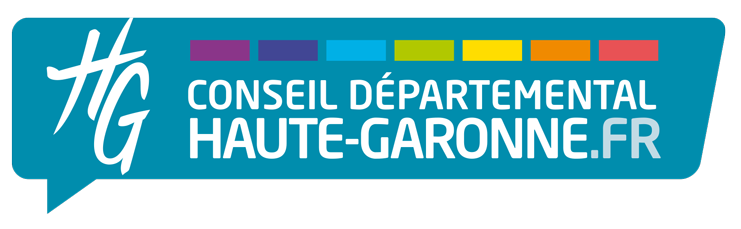 HG
CONSEIL DÉPARTEMENTAL
HAUTE-GARONNE.FR